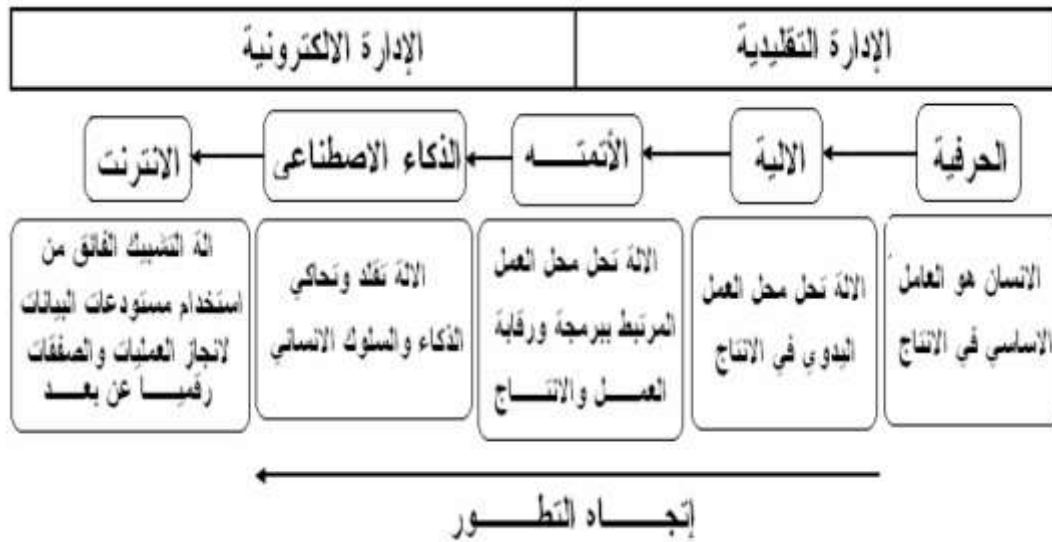 الإدارة التقليدية
الإدارة الالكترونية
الحرفية
الالية
الأتمتـــه
الذكاء الاصطناعى
الانترنت
الانسان هو العامل
الاساسي في الانتاج
الالة تحل محل العمل
اليدوي في الانتاج
الالة تحل محل العمل
المرتبط ببرمجة ورقابة
العمـــل والانتـــاج
الالة تقلد وتحاكي
الذكاء والسلوك الانساني
الة التشبيك الفائق من
استخدام مستودعات البيانات
لانجاز العمليات والصفقات
رقميـــا عن بعـــد
إتجـــــاه التطـــــور